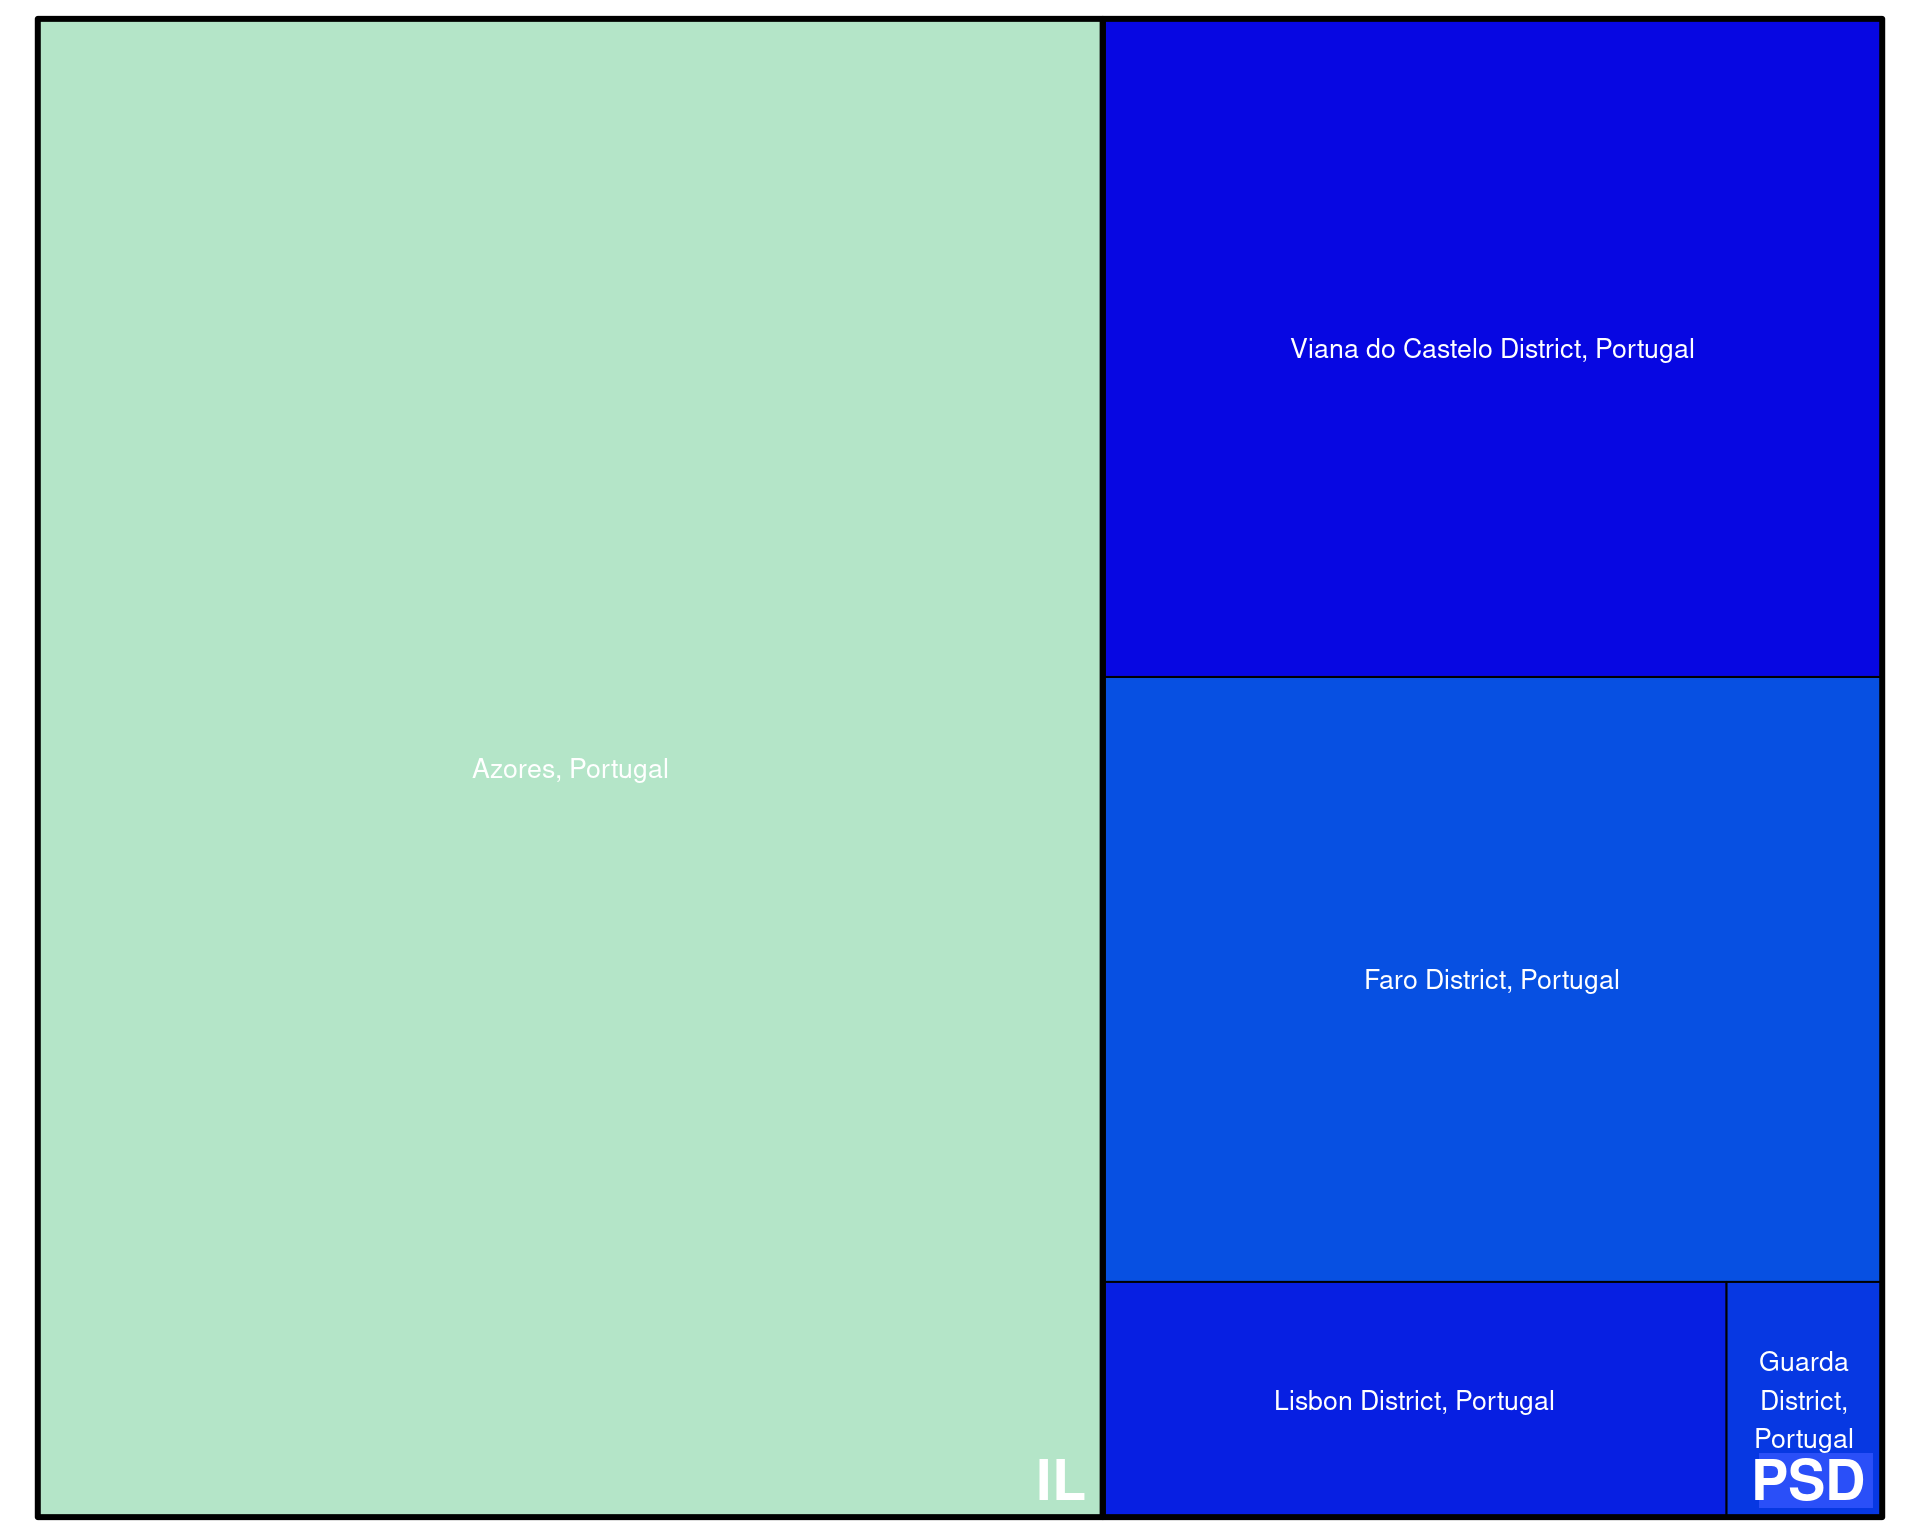 Viana do Castelo District, Portugal
Azores, Portugal
Faro District, Portugal
Lisbon District, Portugal
Guarda
District,
Portugal
IL
PSD